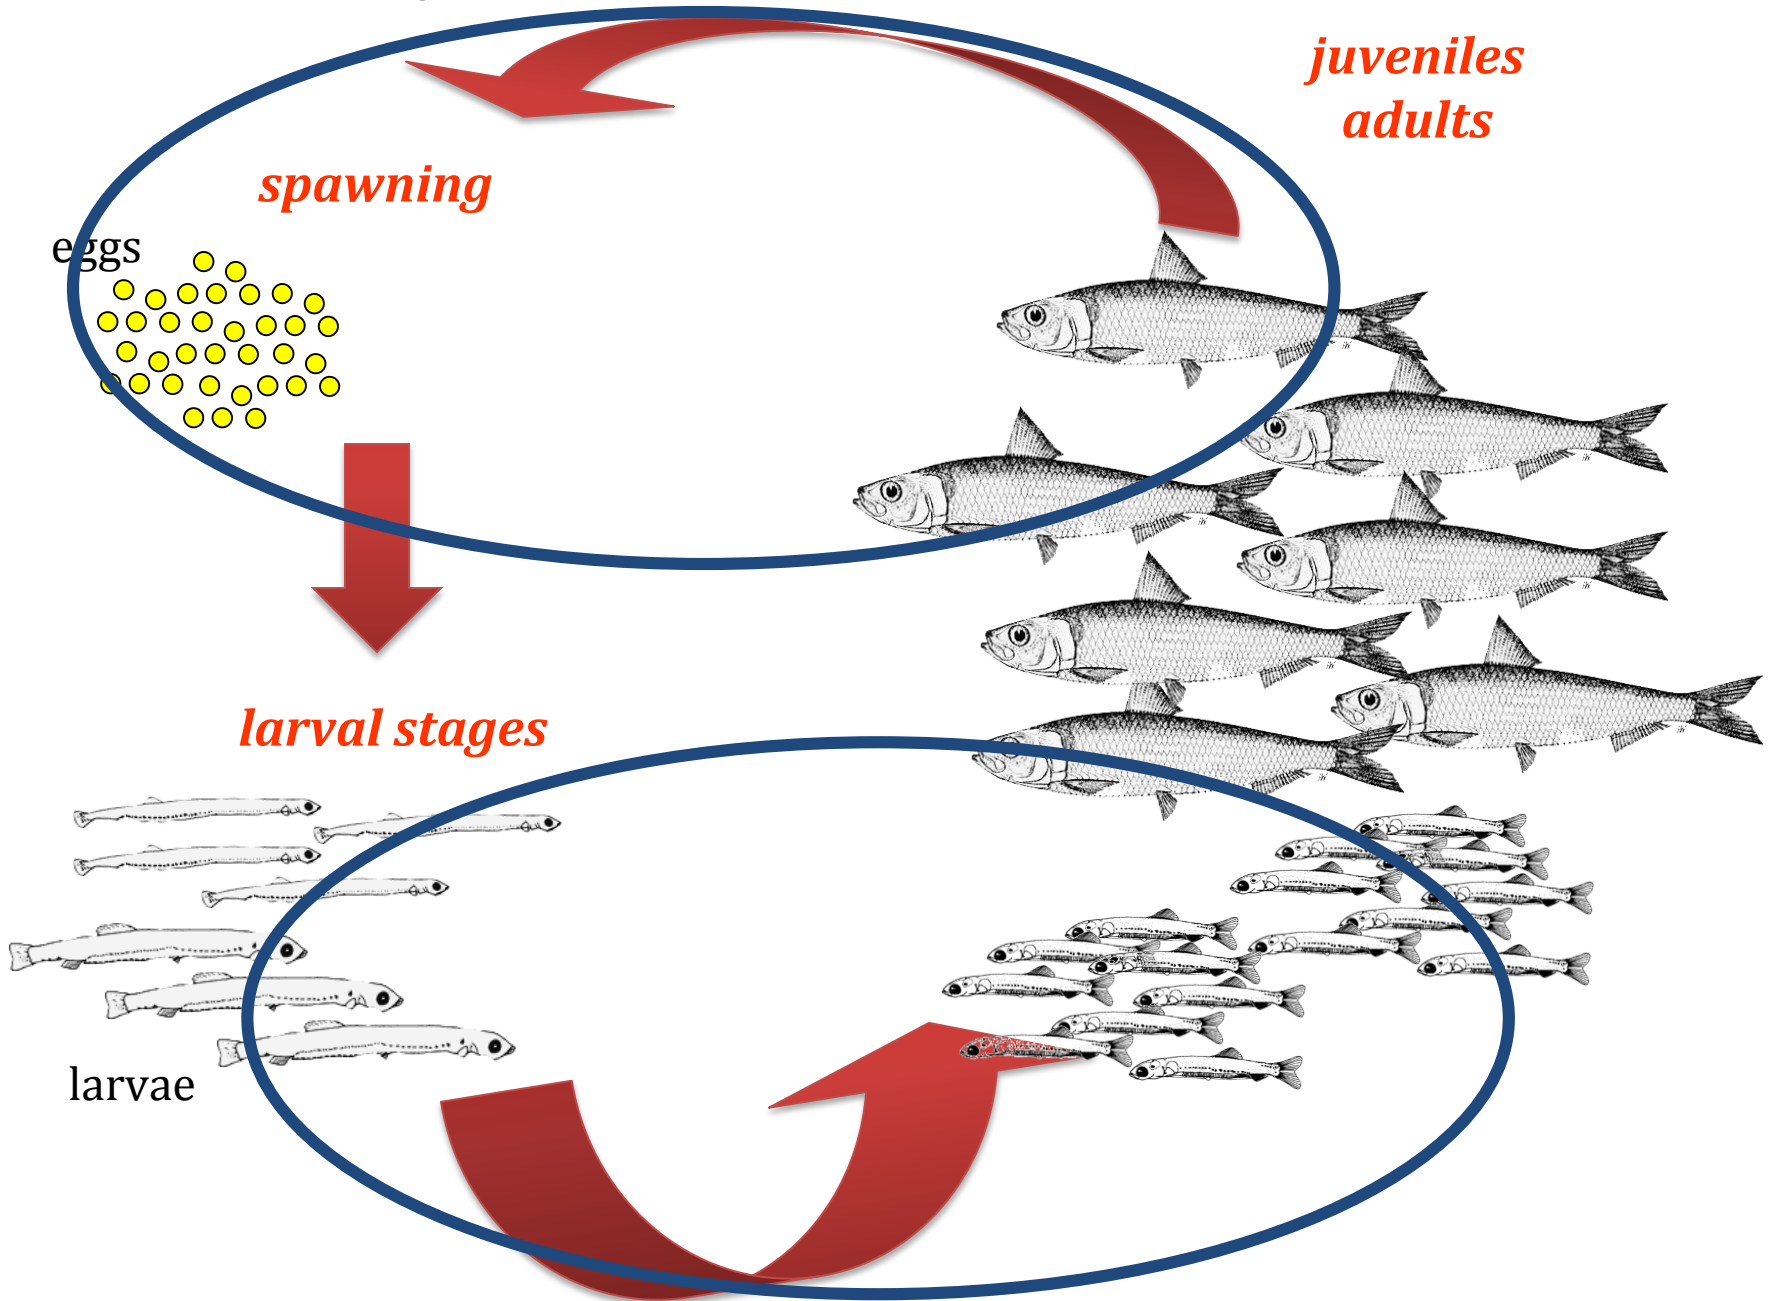 juveniles
adults
spawning
eggs
larval stages
larvae